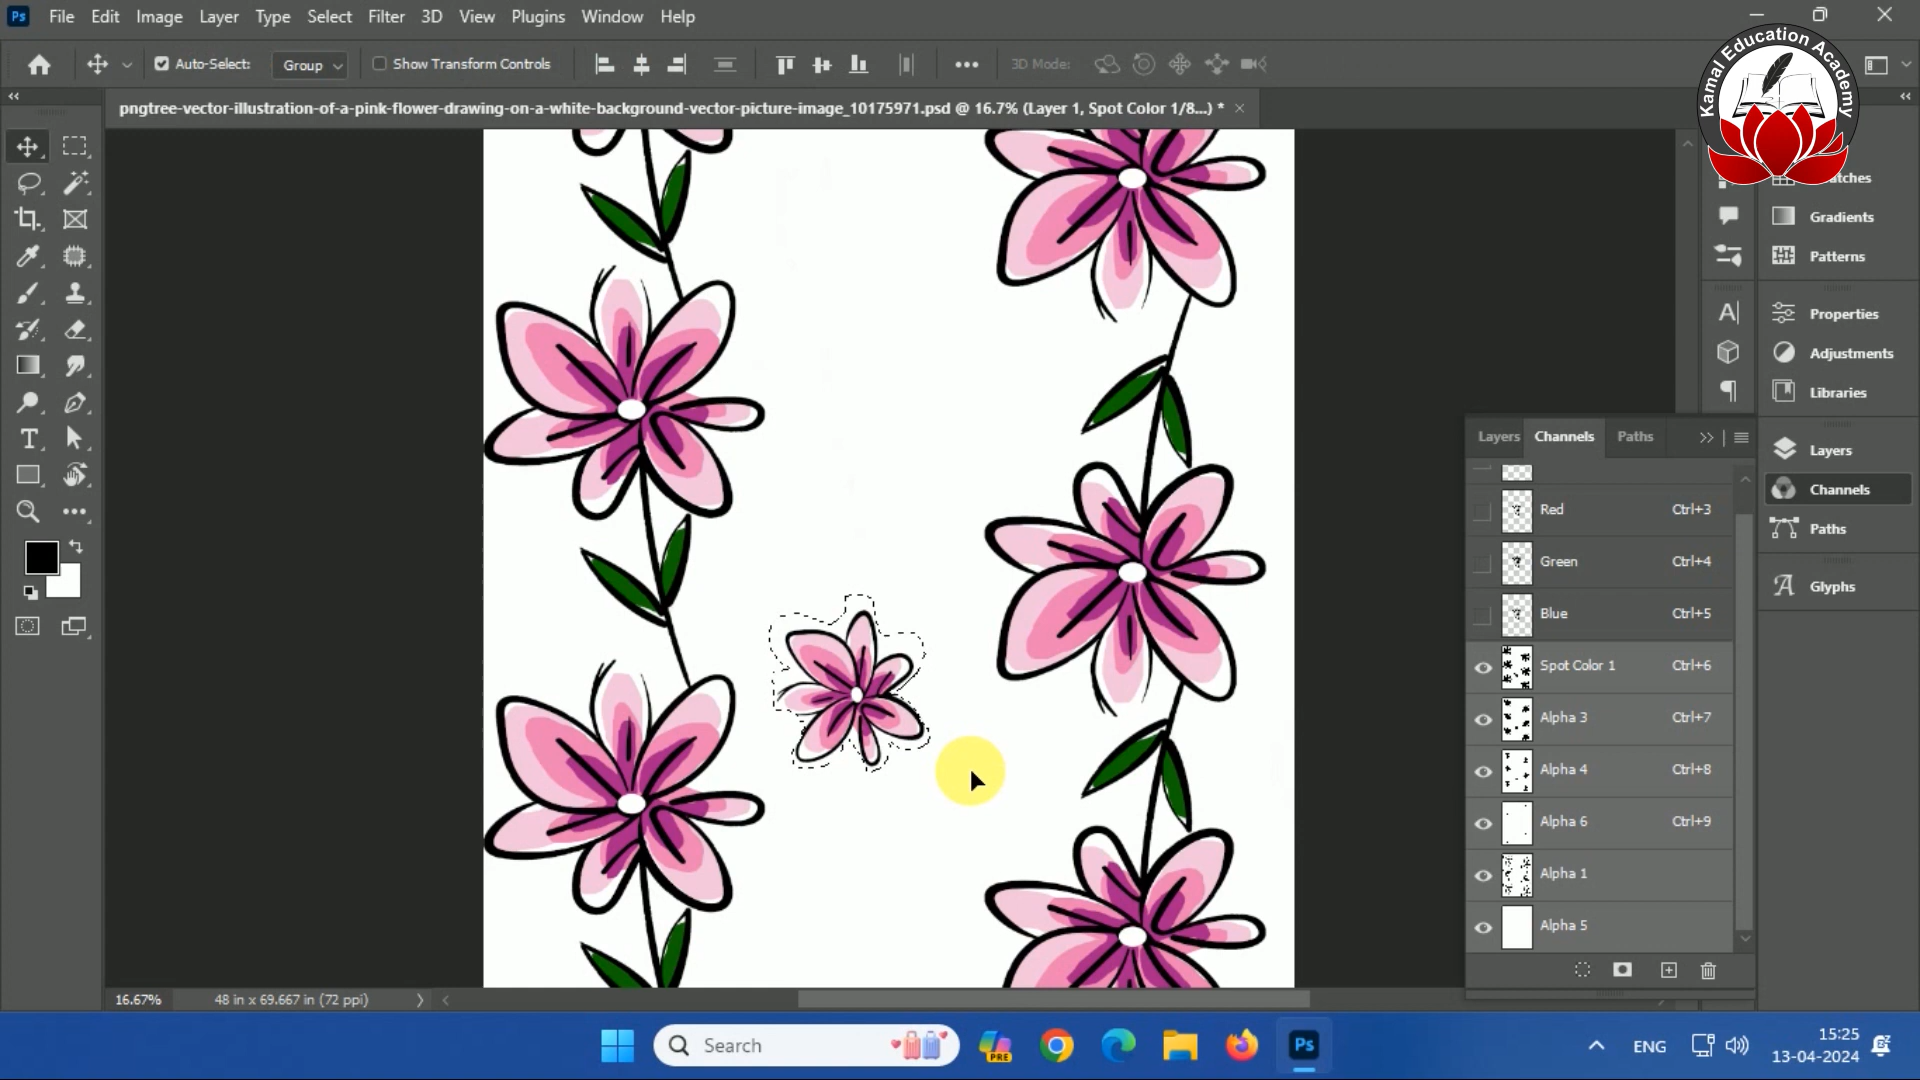 Ps File Edit Image Layer Type Select Filter 3D View Plugins Window Help
Auto-Select: Group Show Transform Controls 3D Mode:
Kamal Education Academy
pngtree-vector-illustration-of-a-pink-flower-drawing-on-a-white-background-vector-picture-image_10175971.psd @ 16.7% (Layer 1, Spot Color 1/8...) *
Gradients
Patterns
Properties
Adjustments
Libraries
Layers
Channels
Paths
Glyphs
Layers Channels Paths
Red Ctrl+3
Green Ctrl+4
Blue Ctrl+5
Spot Color 1 Ctrl+6
Alpha 3 Ctrl+7
Alpha 4 Ctrl+8
Alpha 6 Ctrl+9
Alpha 1
Alpha 5
16.67% 48 in x 69.667 in (72 ppi)
Search
PRE
Ps
ENG
15:25
13-04-2024